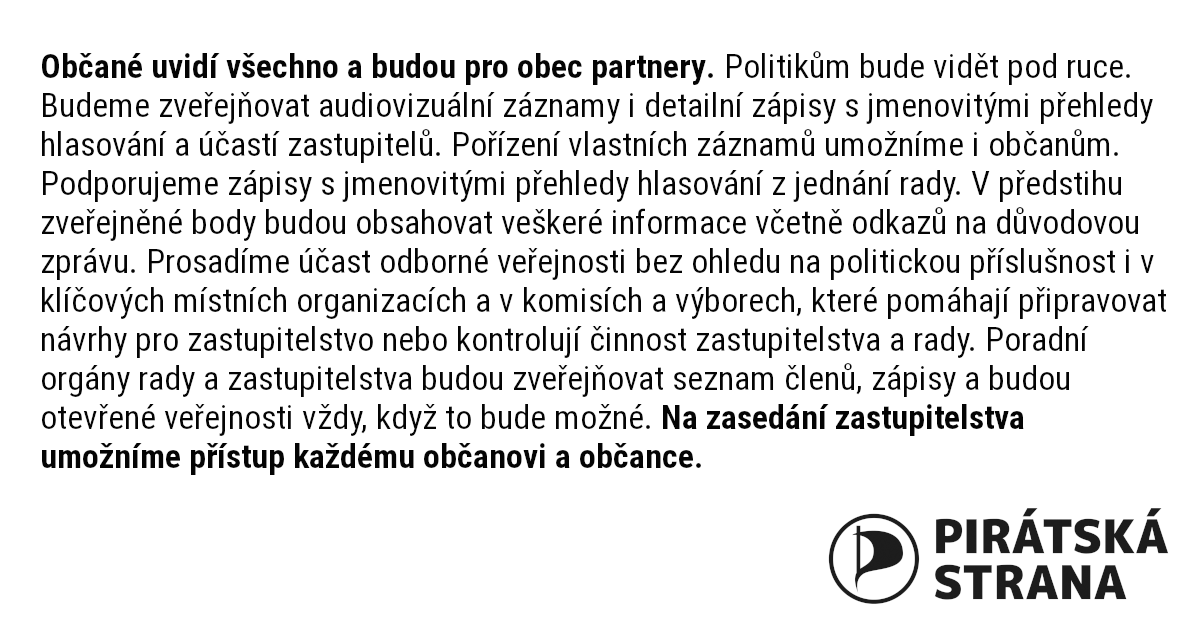 Občané uvidí všechno a budou pro obec partnery. Politikům bude vidět pod ruce.
Budeme zveřejňovat audiovizuální záznamy i detailní zápisy s jmenovitými přehledy
hlasování a účastí zastupitelů. Pořízení vlastních záznamů umožníme i občanům.
Podporujeme zápisy s jmenovitými přehledy hlasování z jednání rady. V předstihu
zveřejněné body budou obsahovat veškeré informace včetně odkazů na důvodovou
zprávu. Prosadíme účast odborné veřejnosti bez ohledu na politickou příslušnost i v
klíčových místních organizacích a v komisích a výborech, které pomáhají připravovat
návrhy pro zastupitelstvo nebo kontrolují činnost zastupitelstva a rady. Poradní
orgány rady a zastupitelstva budou zveřejňovat seznam členů, zápisy a budou
otevřené veřejnosti vždy, když to bude možné. Na zasedání zastupitelstva
umožníme přístup každému občanovi a občance.
PIRÁTSKÁ
STRANA